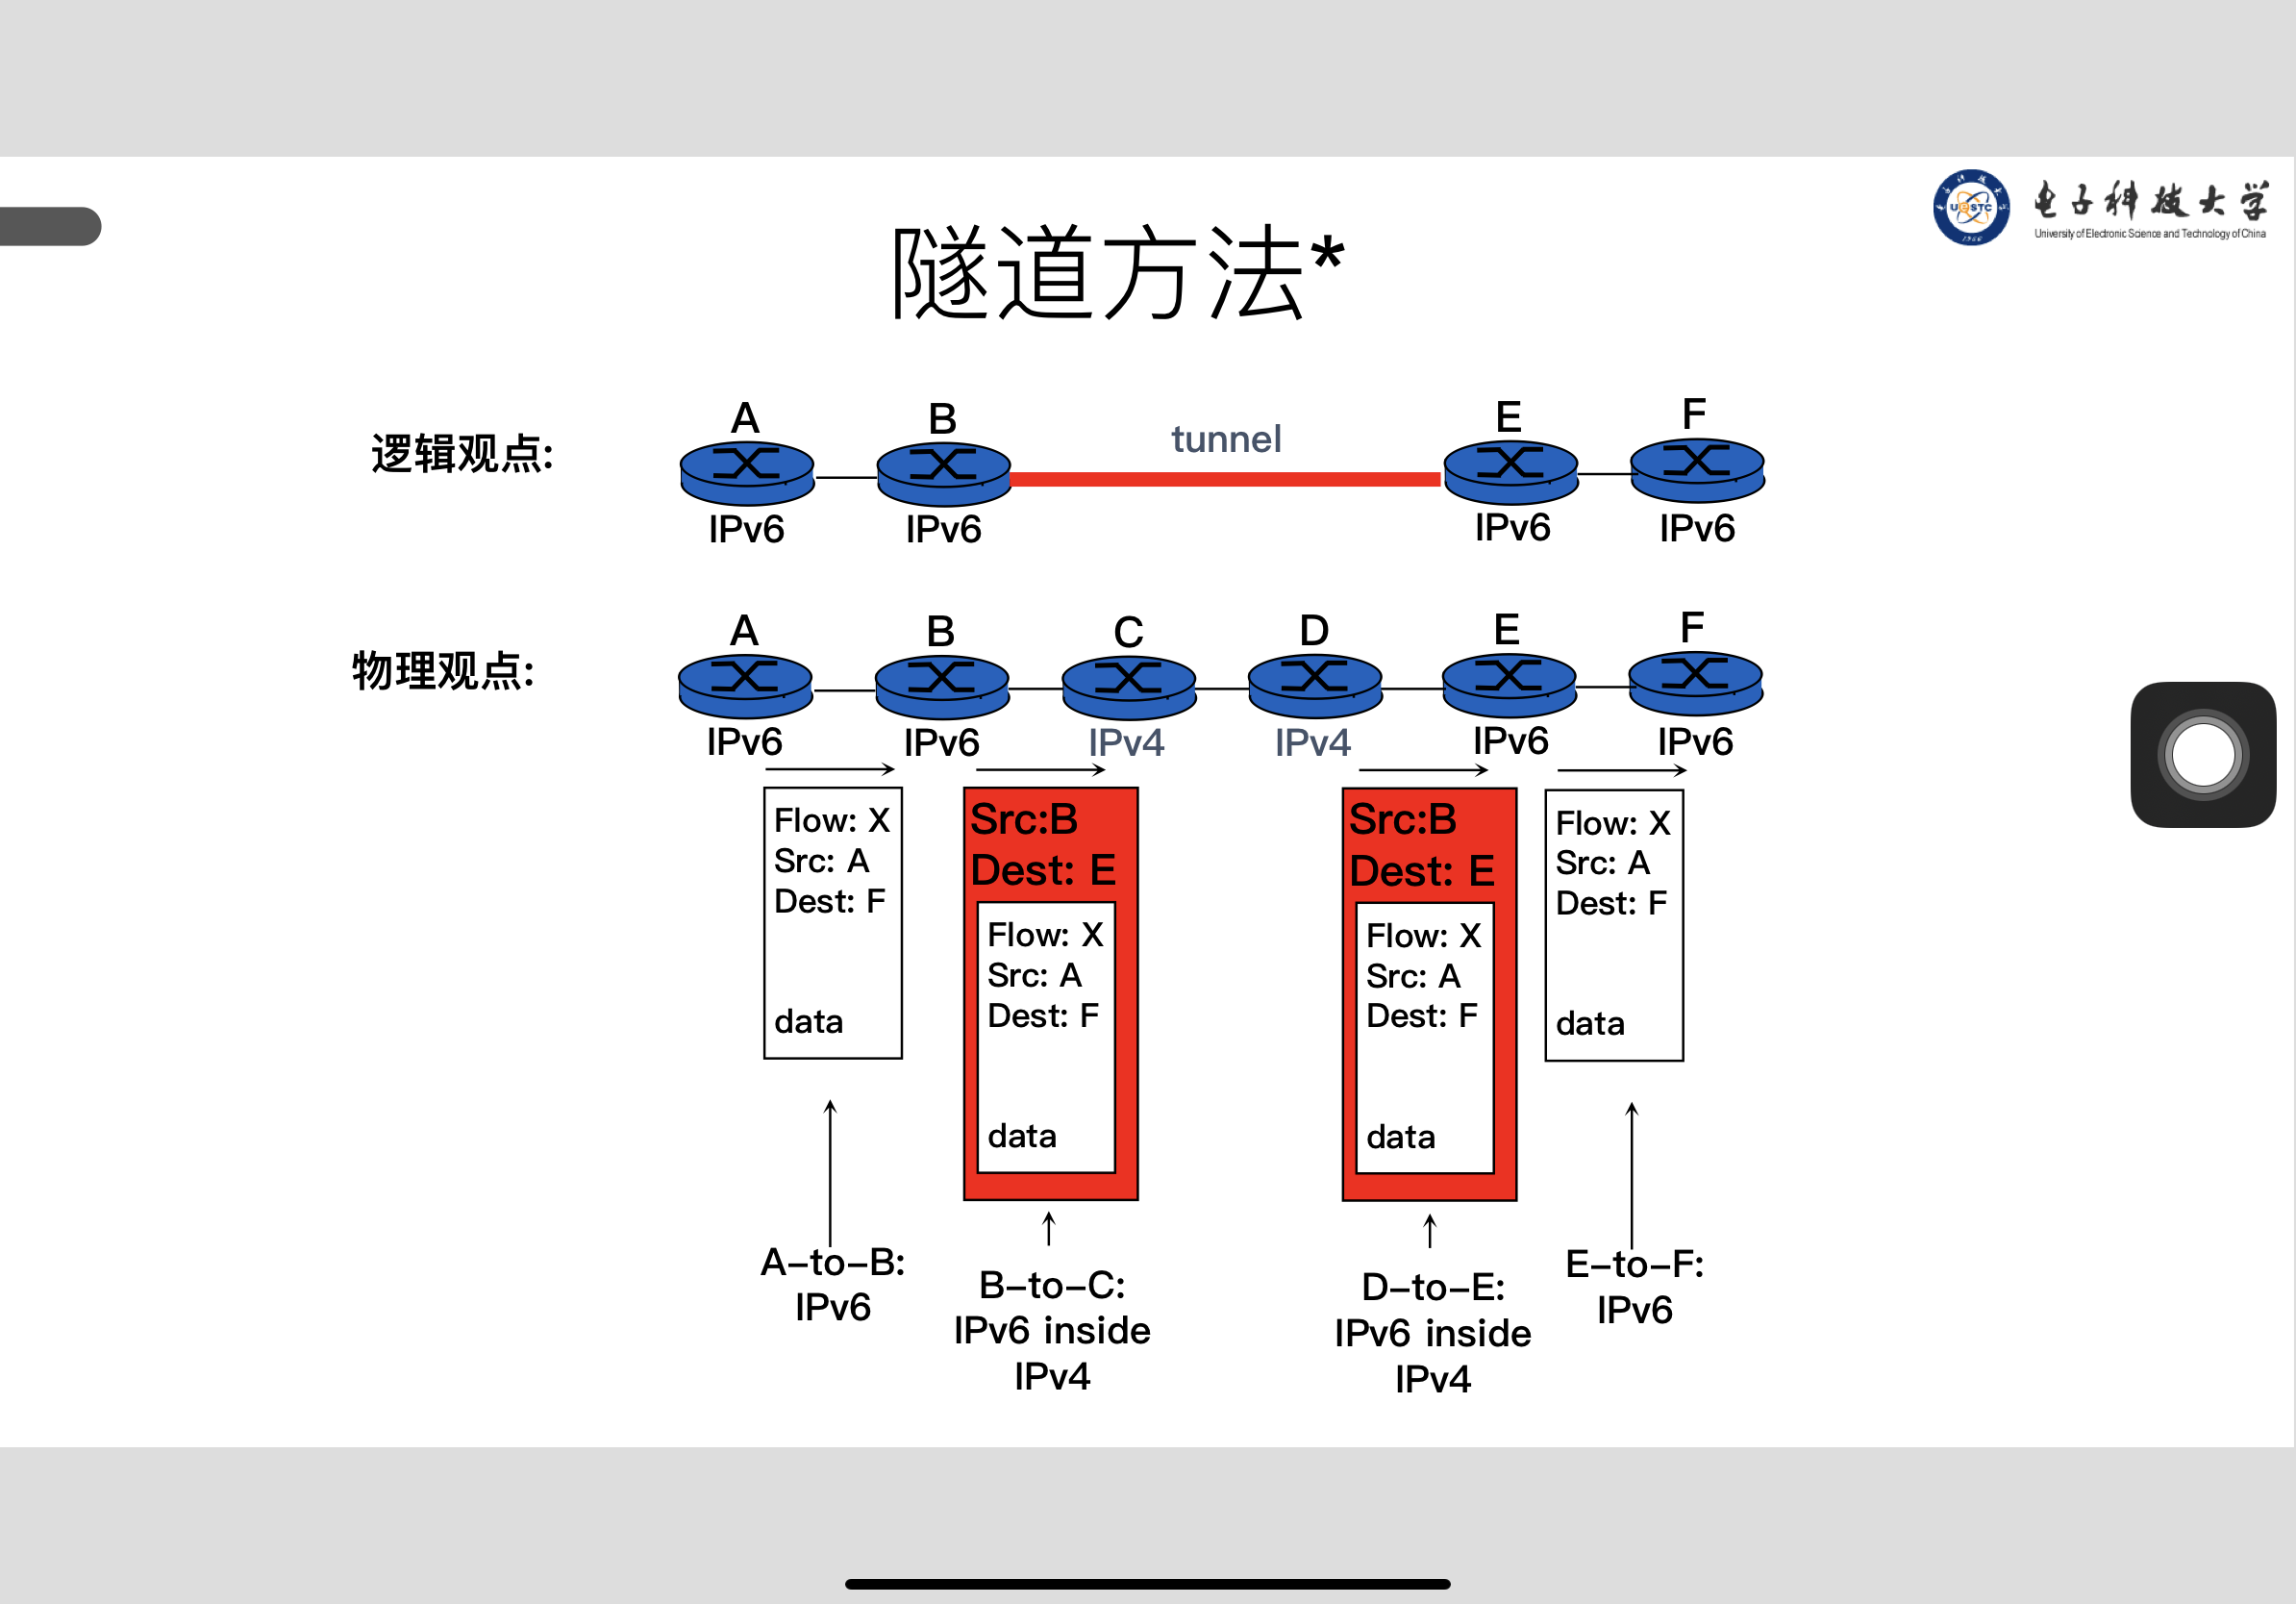 电子科技大学
University of Electronic Science and Technology of China
隧道方法*
逻辑观点:
A
B
tunnel
E
F
IPv6
IPv6
IPv6
IPv6
物理观点:
A
B
C
D
E
F
IPv6
IPv6
IPv4
IPv4
IPv6
IPv6
Flow: X
Src: A
Dest: F
data
Src:B
Dest: E
Flow: X
Src: A
Dest: F
data
Src:B
Dest: E
Flow: X
Src: A
Dest: F
data
Flow: X
Src: A
Dest: F
data
A-to-B:
IPv6
B-to-C:
IPv6 inside
IPv4
D-to-E:
IPv6 inside
IPv4
E-to-F:
IPv6